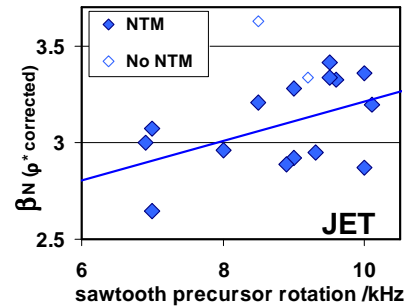 NTM
No NTM
3.5
3
2.5
βN (ρ* corrected)
JET
6
8
10
sawtooth precursor rotation /kHz